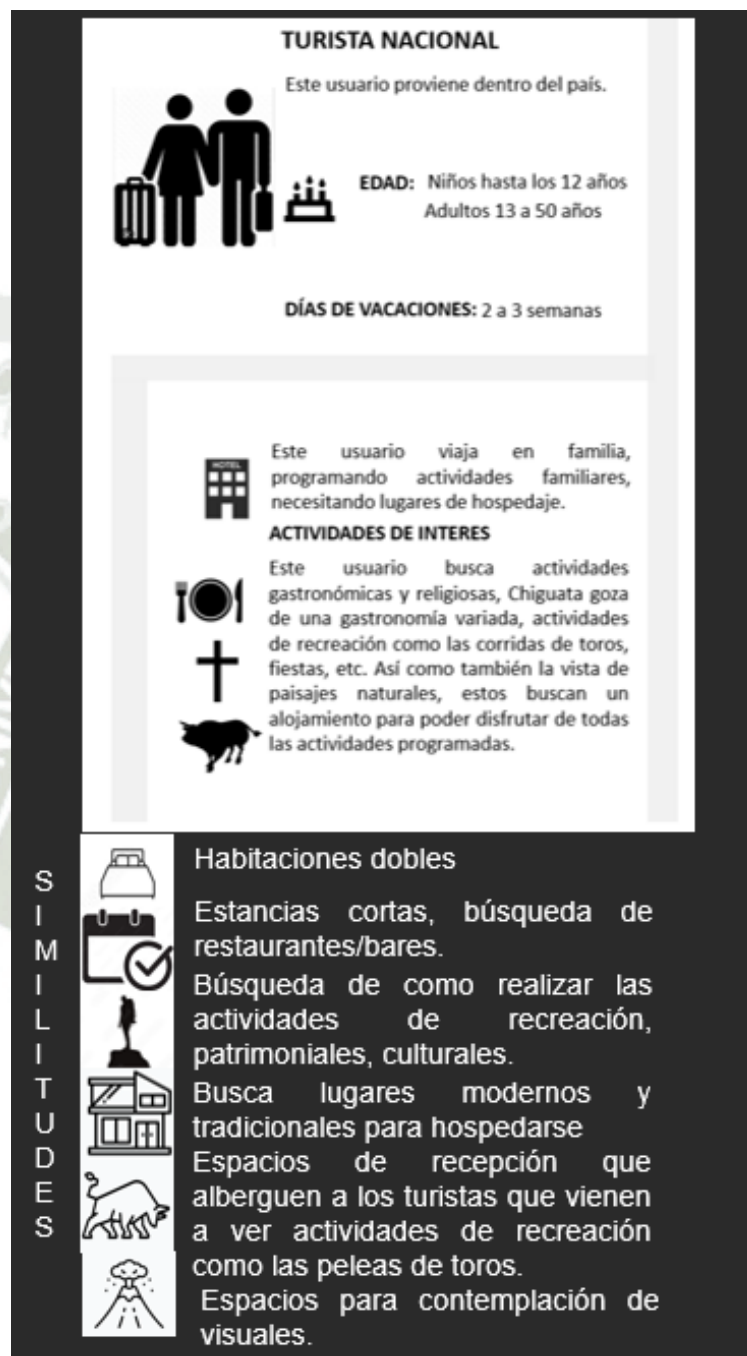 TURISTA NACIONAL
Este usuario proviene dentro del país.
EDAD: Niños hasta los 12 años
Adultos 13 a 50 años
DÍAS DE VACACIONES: 2 a 3 semanas
HOTEL
Este usuario viaja en familia,
programando actividades familiares,
necesitando lugares de hospedaje.
ACTIVIDADES DE INTERES
Este usuario busca actividades
gastronómicas y religiosas, Chiguata goza
de una gastronomía variada, actividades
de recreación como las corridas de toros,
fiestas, etc. Así como también la vista de
paisajes naturales, estos buscan un
alojamiento para poder disfrutar de todas
las actividades programadas.
SIMILITUDES
Habitaciones dobles
Estancias cortas, búsqueda de
restaurantes/bares.
Búsqueda de como realizar las
actividades de recreación,
patrimoniales, culturales.
Busca lugares modernos y
tradicionales para hospedarse
Espacios de recepción que
alberguen a los turistas que vienen
a ver actividades de recreación
como las peleas de toros.
Espacios para contemplación de
visuales.